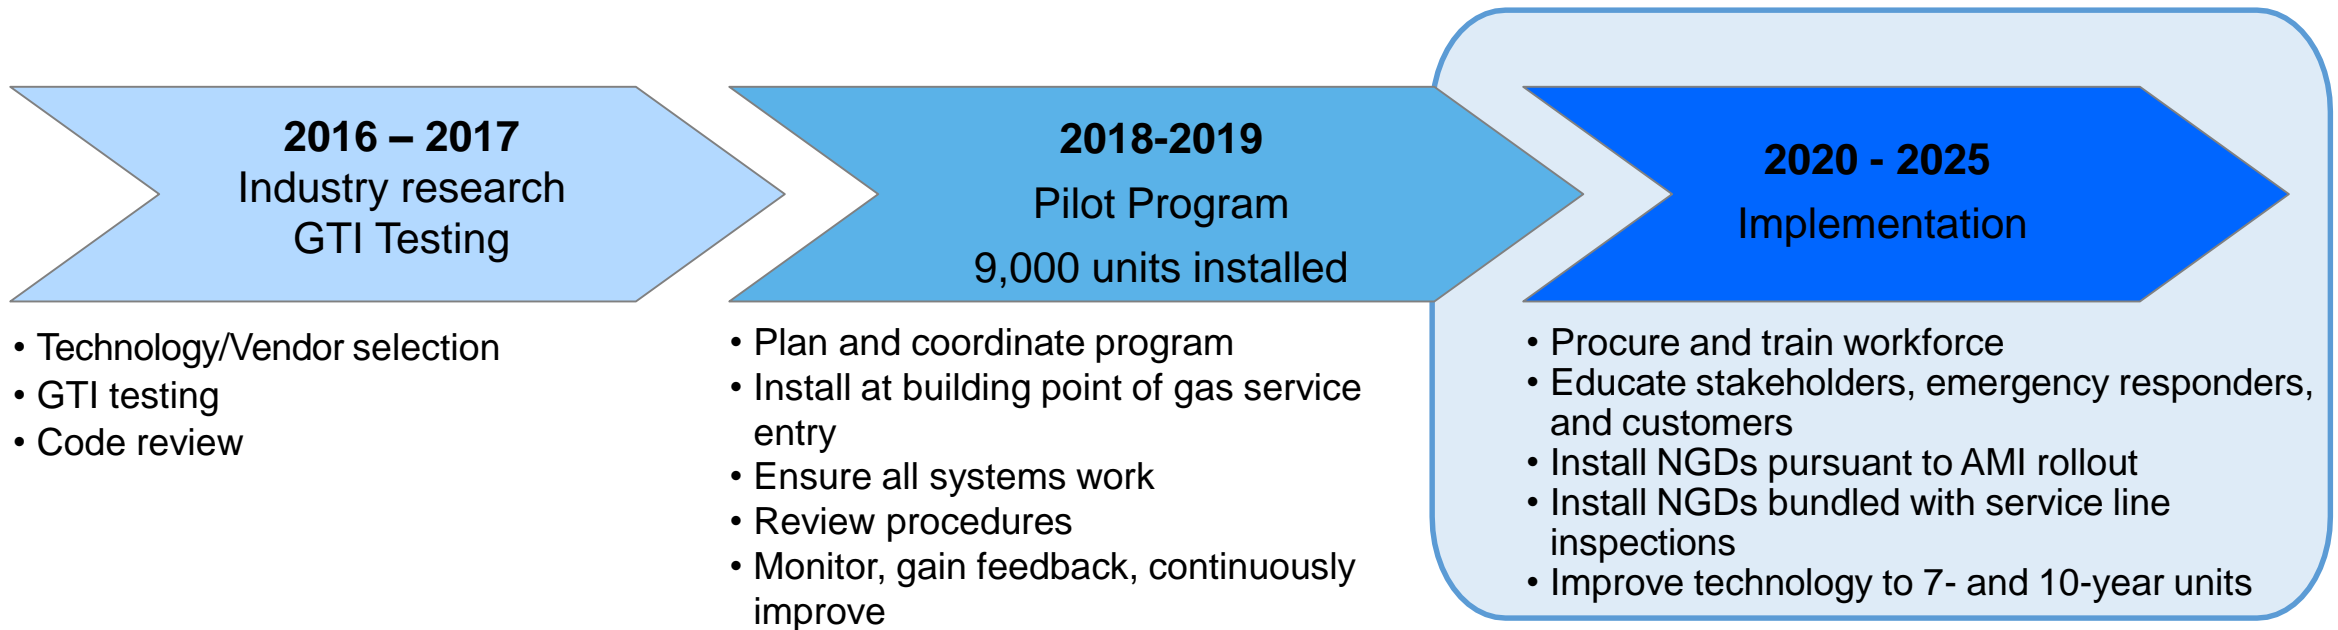 2016 – 2017
Industry research
GTI Testing
• Technology/Vendor selection
• GTI testing
• Code review
2018-2019
Pilot Program
9,000 units installed
• Plan and coordinate program
• Install at building point of gas service
entry
• Ensure all systems work
• Review procedures
• Monitor, gain feedback, continuously
improve
2020 - 2025
Implementation
• Procure and train workforce
• Educate stakeholders, emergency responders,
and customers
• Install NGDs pursuant to AMI rollout
• Install NGDs bundled with service line
inspections
• Improve technology to 7- and 10-year units